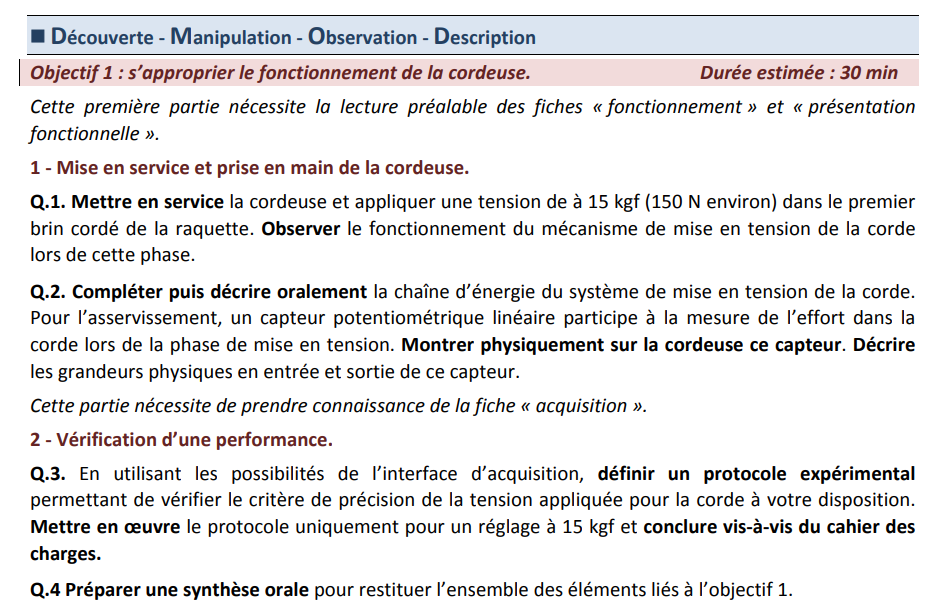 ■ Découverte - Manipulation - Observation - Description
Objectif 1 : s’approprier le fonctionnement de la cordeuse. Durée estimée : 30 min
Cette première partie nécessite la lecture préalable des fiches « fonctionnement » et « présentation
fonctionnelle ».
1 - Mise en service et prise en main de la cordeuse.
Q.1. Mettre en service la cordeuse et appliquer une tension de à 15 kgf (150 N environ) dans le premier
brin cordé de la raquette. Observer le fonctionnement du mécanisme de mise en tension de la corde
lors de cette phase.
Q.2. Compléter puis décrire oralement la chaîne d’énergie du système de mise en tension de la corde.
Pour l’asservissement, un capteur potentiométrique linéaire participe à la mesure de l’effort dans la
corde lors de la phase de mise en tension. Montrer physiquement sur la cordeuse ce capteur. Décrire
les grandeurs physiques en entrée et sortie de ce capteur.
Cette partie nécessite de prendre connaissance de la fiche « acquisition ».
2 - Vérification d’une performance.
Q.3. En utilisant les possibilités de l’interface d’acquisition, définir un protocole expérimental
permettant de vérifier le critère de précision de la tension appliquée pour la corde à votre disposition.
Mettre en œuvre le protocole uniquement pour un réglage à 15 kgf et conclure vis-à-vis du cahier des
charges.
Q.4 Préparer une synthèse orale pour restituer l’ensemble des éléments liés à l’objectif 1.